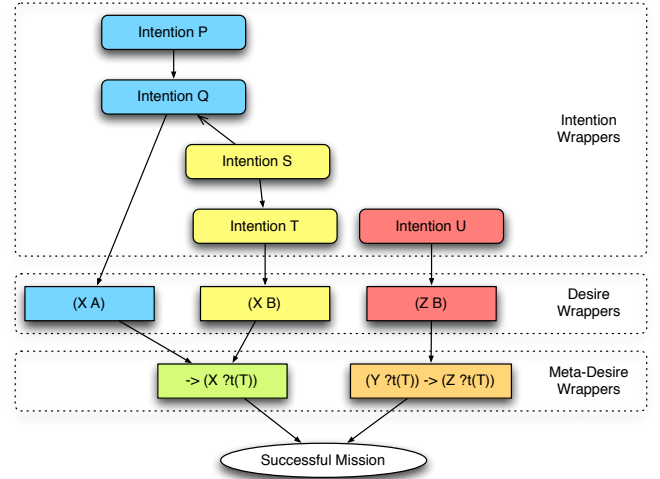 Intention P
Intention Q
Intention
Wrappers
Intention S
Intention T
Intention U
(X A)
(X B)
(Z B)
Desire
Wrappers
-> (X ?t(T))
(Y ?t(T)) -> (Z ?t(T))
Meta-Desire
Wrappers
Successful Mission